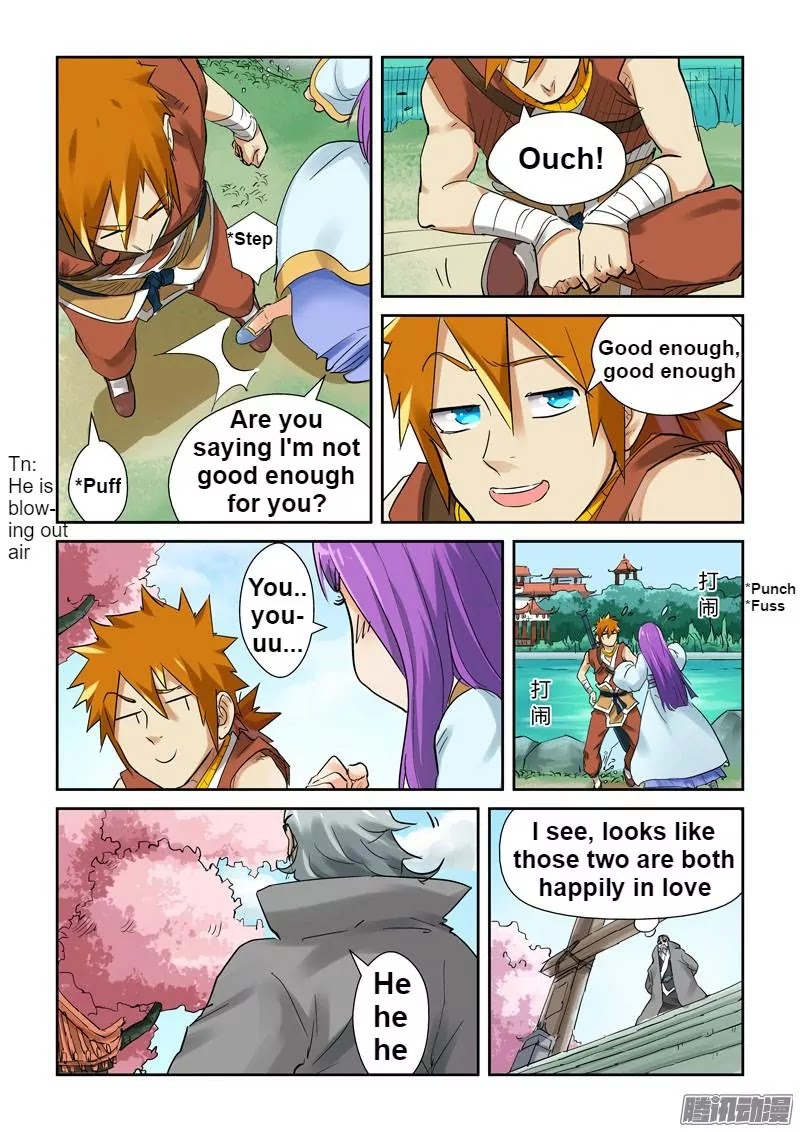 *Step
Are you
saying I'm not
good enough
for you?
*Puff
Tn:
He is
blow-
ing out
air
Ouch!
Good enough,
good enough
You..
you-
uu...
打
闹
打
闹
*Punch
*Fuss
He
he
he
I see, looks like
those two are both
happily in love
腾讯动漫